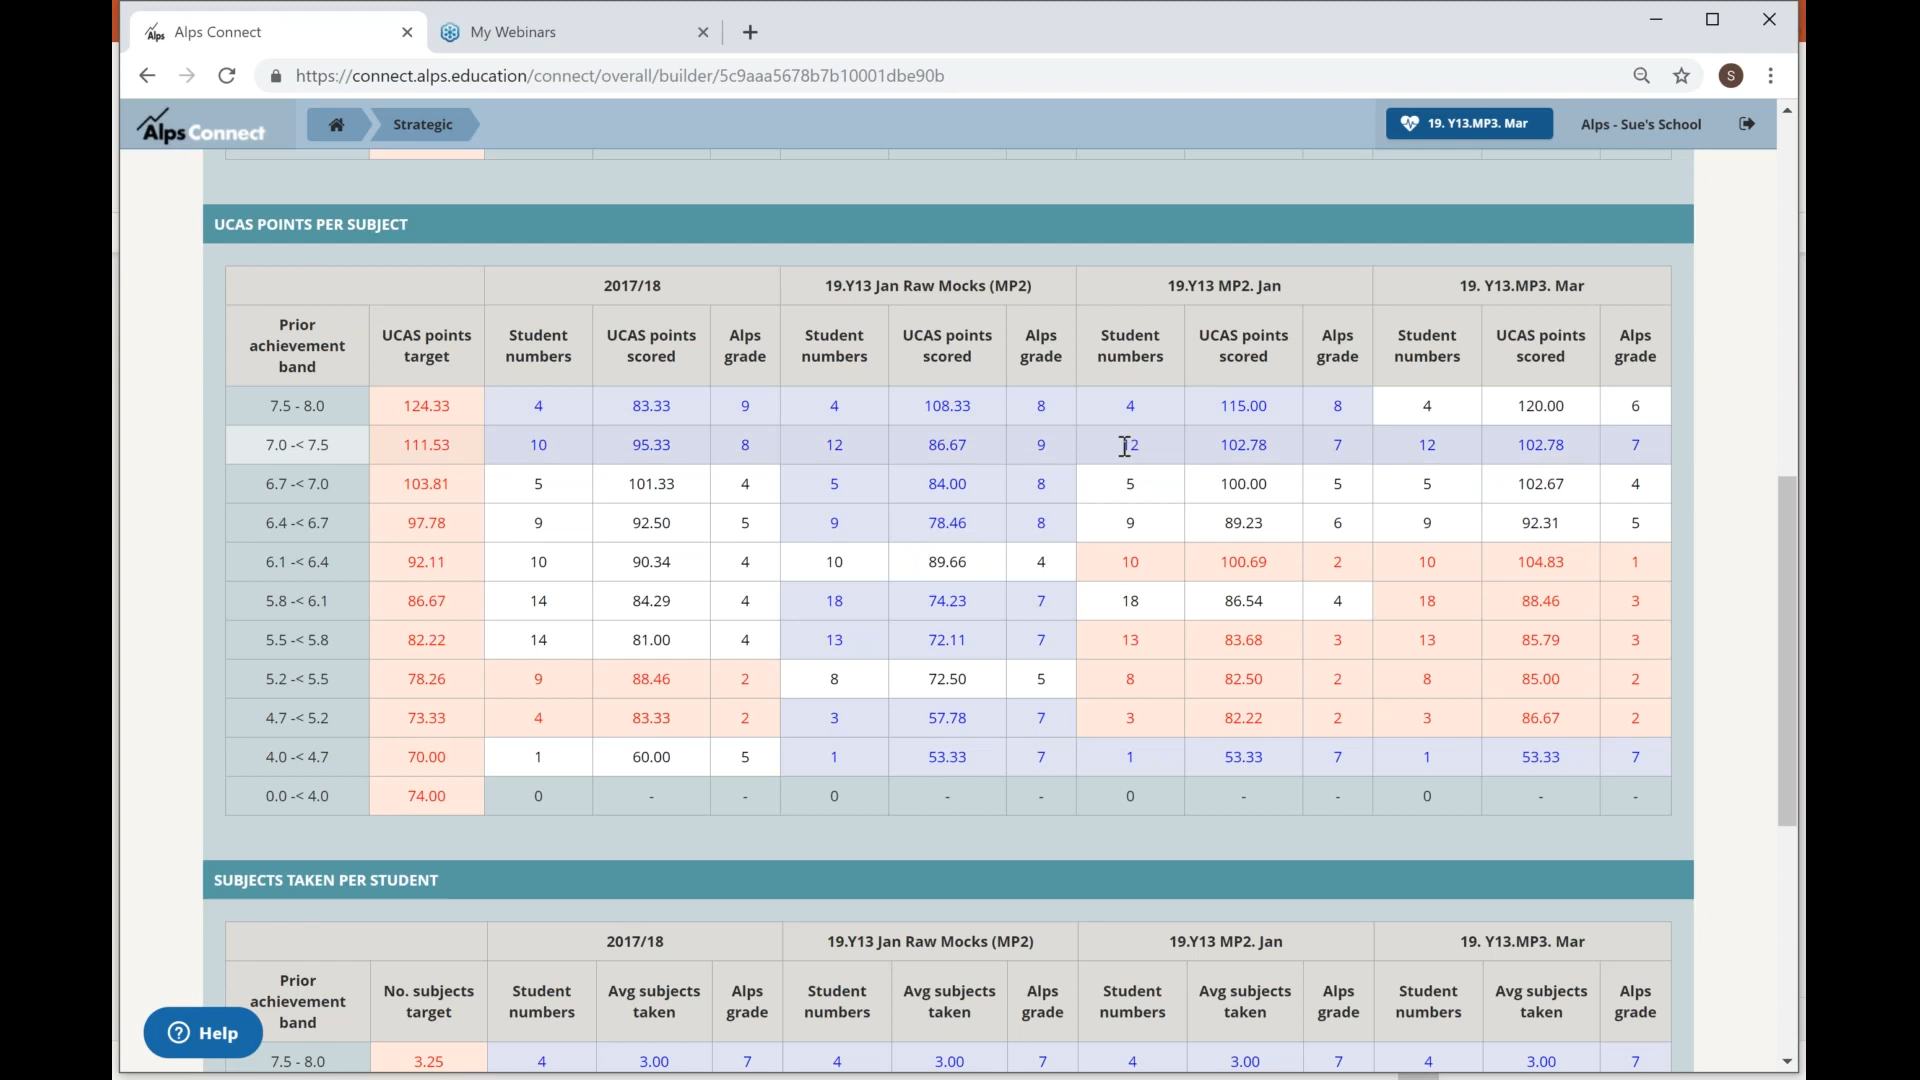 Alps Connect
My Webinars
https://connect.alps.education/connect/overall/builder/5c9aaa5678b7b10001dbe90b
S
Alps Connect
Strategic
19. Y13.MP3. Mar
Alps - Sue's School
UCAS POINTS PER SUBJECT
2017/18 19.Y13 Jan Raw Mocks (MP2) 19.Y13 MP2. Jan 19. Y13.MP3. Mar
Prior achievement band UCAS points target Student numbers UCAS points scored Alps grade Student numbers UCAS points scored Alps grade Student numbers UCAS points scored Alps grade Student numbers UCAS points scored Alps grade
7.5 - 8.0 124.33 4 83.33 9 4 108.33 8 4 115.00 8 4 120.00 6
7.0 -< 7.5 111.53 10 95.33 8 12 86.67 9 12 102.78 7 12 102.78 7
6.7 -< 7.0 103.81 5 101.33 4 5 84.00 8 5 100.00 5 5 102.67 4
6.4 -< 6.7 97.78 9 92.50 5 9 78.46 8 9 89.23 6 9 92.31 5
6.1 -< 6.4 92.11 10 90.34 4 10 89.66 4 10 100.69 2 10 104.83 1
5.8 -< 6.1 86.67 14 84.29 4 18 74.23 7 18 86.54 4 18 88.46 3
5.5 -< 5.8 82.22 14 81.00 4 13 72.11 7 13 83.68 3 13 85.79 3
5.2 -< 5.5 78.26 9 88.46 2 8 72.50 5 8 82.50 2 8 85.00 2
4.7 -< 5.2 73.33 4 83.33 2 3 57.78 7 3 82.22 2 3 86.67 2
4.0 -< 4.7 70.00 1 60.00 5 1 53.33 7 1 53.33 7 1 53.33 7
0.0 -< 4.0 74.00 0 - - 0 - - 0 - - 0 - -
SUBJECTS TAKEN PER STUDENT
2017/18 19.Y13 Jan Raw Mocks (MP2) 19.Y13 MP2. Jan 19. Y13.MP3. Mar
Prior achievement band No. subjects target Student numbers Avg subjects taken Alps grade Student numbers Avg subjects taken Alps grade Student numbers Avg subjects taken Alps grade Student numbers Avg subjects taken Alps grade
7.5 - 8.0 3.25 4 3.00 7 4 3.00 7 4 3.00 7 4 3.00 7
Help